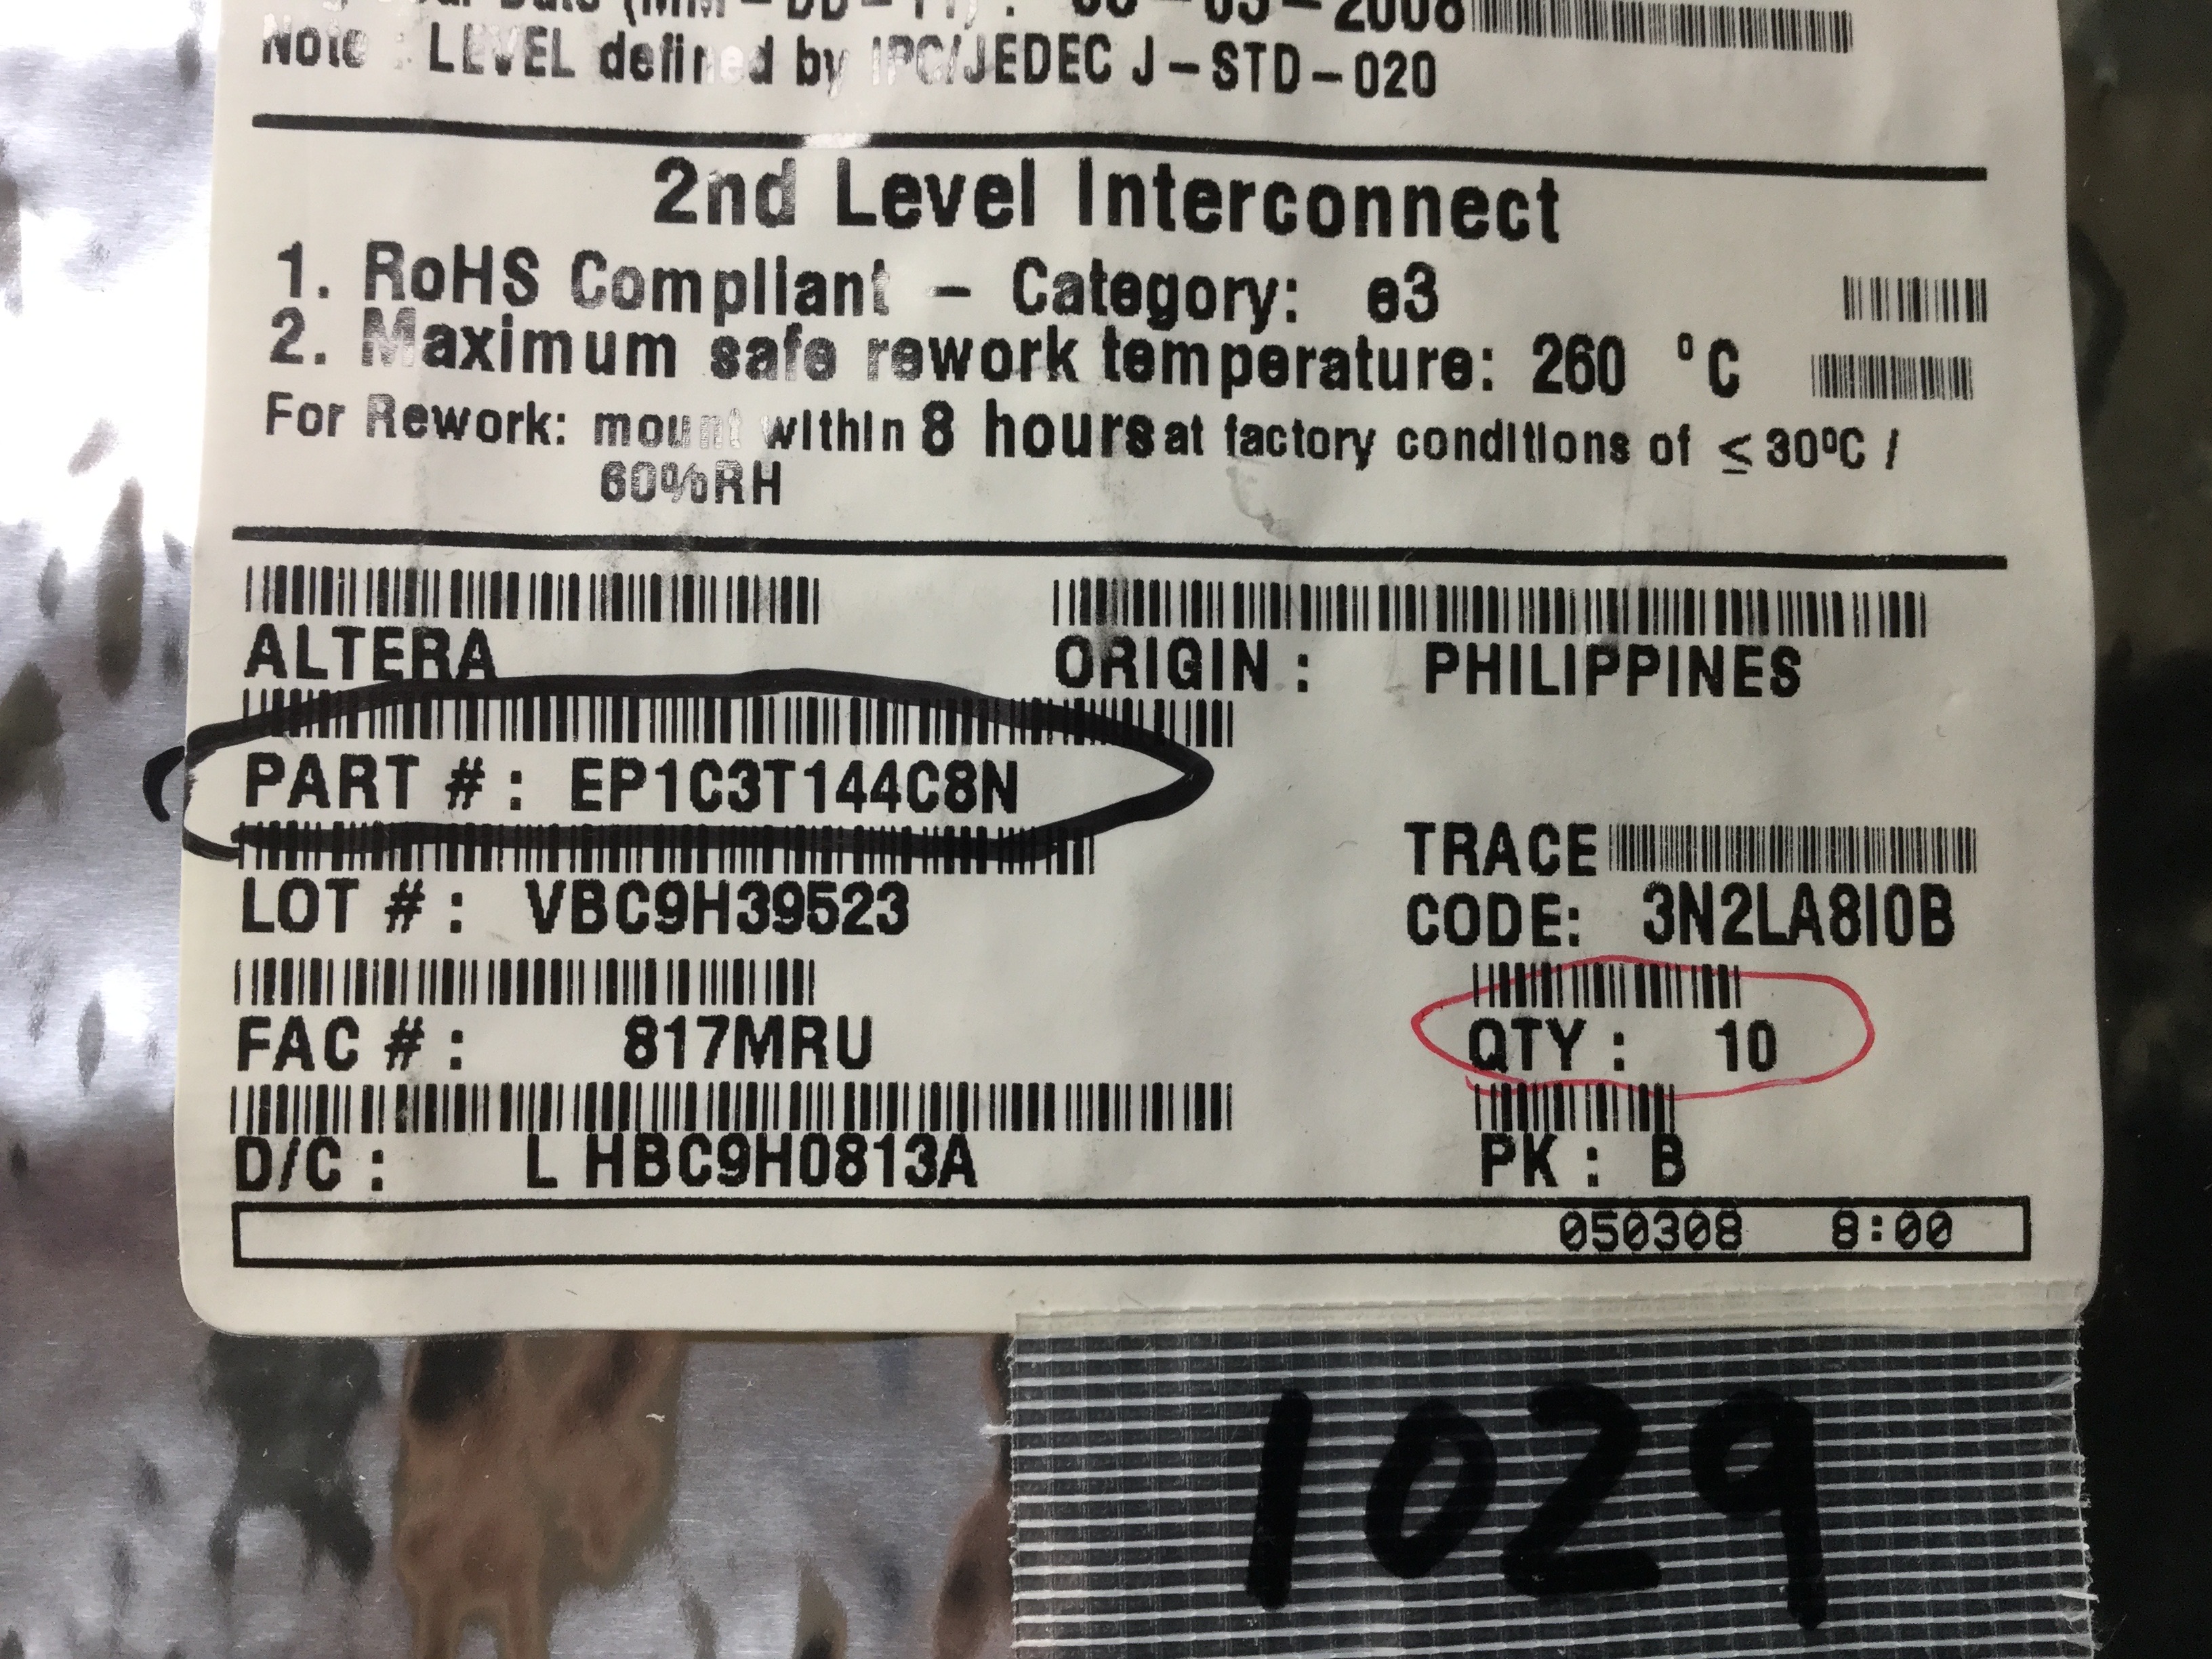 Note : LEVEL defined by IPC/JEDEC J-STD-020
2nd Level Interconnect
1. RoHS Compliant - Category: e3
2. Maximum safe rework temperature: 260 °C
For Rework: mount within 8 hours at factory conditions of ≤ 30ºC /
60%RH
ALTERA
ORIGIN : PHILIPPINES
PART # : EP1C3T144C8N
TRACE
LOT # : VBC9H39523
CODE: 3N2LA8I0B
FAC # : 817MRU
QTY : 10
D/C : L HBC9H0813A
PK : B
050308 8:00
1029